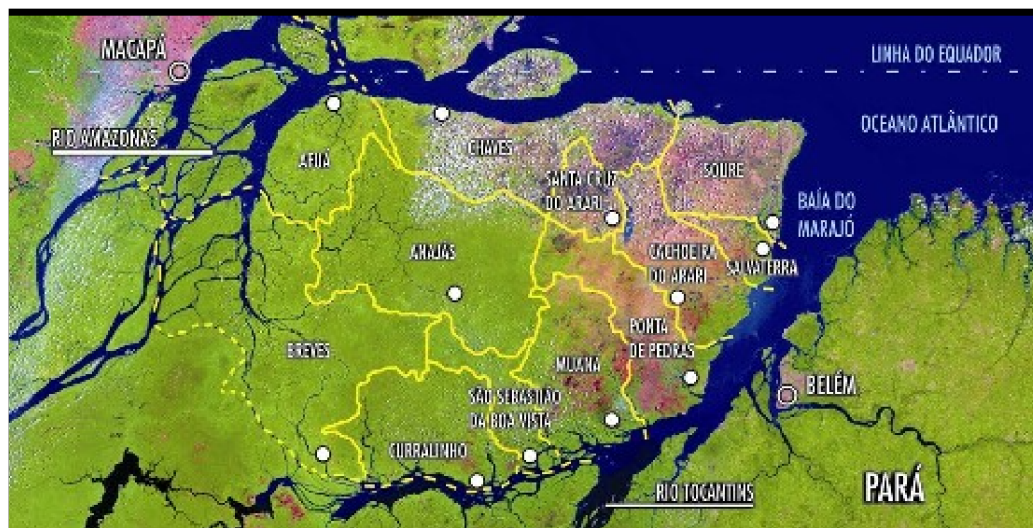 MACAPÁ
LINHA DO EQUADOR
RIO AMAZONAS
OCEANO ATLÂNTICO
AFUÁ
CHAVES
SOURE
SANTA CRUZ
DO ARARI
BAÍA DO
MARAJÓ
ANAJÁS
CACHOEIRA
DO ARARI
SALVATERRA
BREVES
PONTA
DE PEDRAS
MUANÁ
SÃO SEBASTIÃO
DA BOA VISTA
BELÉM
CURRALINHO
RIO TOCANTINS
PARÁ